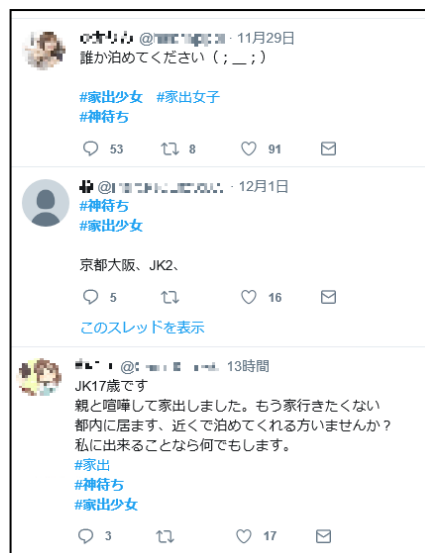 11月29日
誰か泊めてください（；__；）
#家出少女 #家出女子
#神待ち
53 8 91
12月1日
#神待ち
#家出少女
京都大阪、JK2、
5 16
このスレッドを表示
13時間
JK17歳です
親と喧嘩して家出しました。もう家行きたくない
都内に居ます、近くで泊めてくれる方いませんか？
私に出来ることなら何でもします。
#家出
#神待ち
#家出少女
3 17